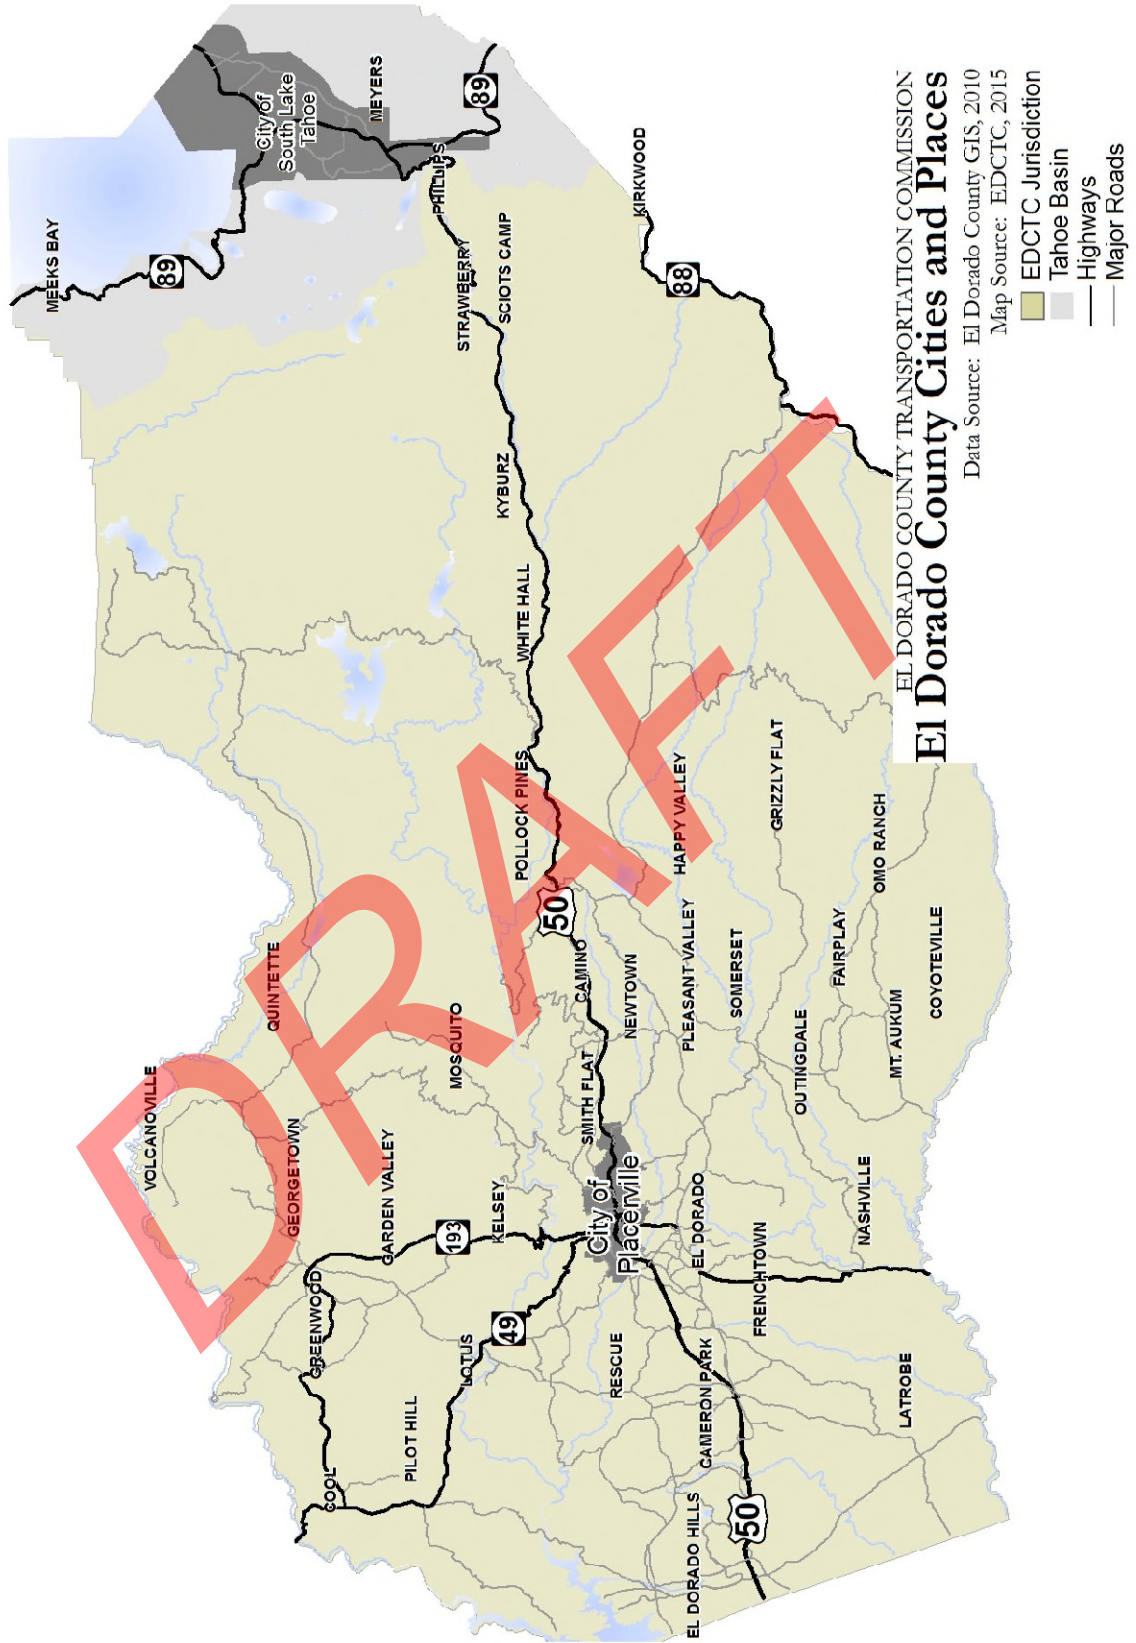 MEEKS BAY
89
City of
South Lake
Tahoe
MEYERS
89
PHILLIPS
STRAWBERRY
SCIOTS CAMP
KIRKWOOD
88
KYBURZ
WHITE HALL
POLLOCK PINES
50
CAMINO
NEWTOWN
SMITH FLAT
HAPPY VALLEY
PLEASANT VALLEY
GRIZZLY FLAT
SOMERSET
OMO RANCH
FAIRPLAY
COYOTEVILLE
MT. AUKUM
OUTINGDALE
NASHVILLE
QUINTETTE
VOLCANOVILLE
MOSQUITO
GEORGETOWN
GARDEN VALLEY
193
KELSEY
City of
Placerville
EL DORADO
FRENCHTOWN
GREENWOOD
49
LOTUS
RESCUE
CAMERON PARK
LATROBE
COOL
PILOT HILL
EL DORADO HILLS
50
DRAFT
EL DORADO COUNTY TRANSPORTATION COMMISSION
El Dorado County Cities and Places
Data Source: El Dorado County GIS, 2010
Map Source: EDCTC, 2015
EDCTC Jurisdiction
Tahoe Basin
Highways
Major Roads